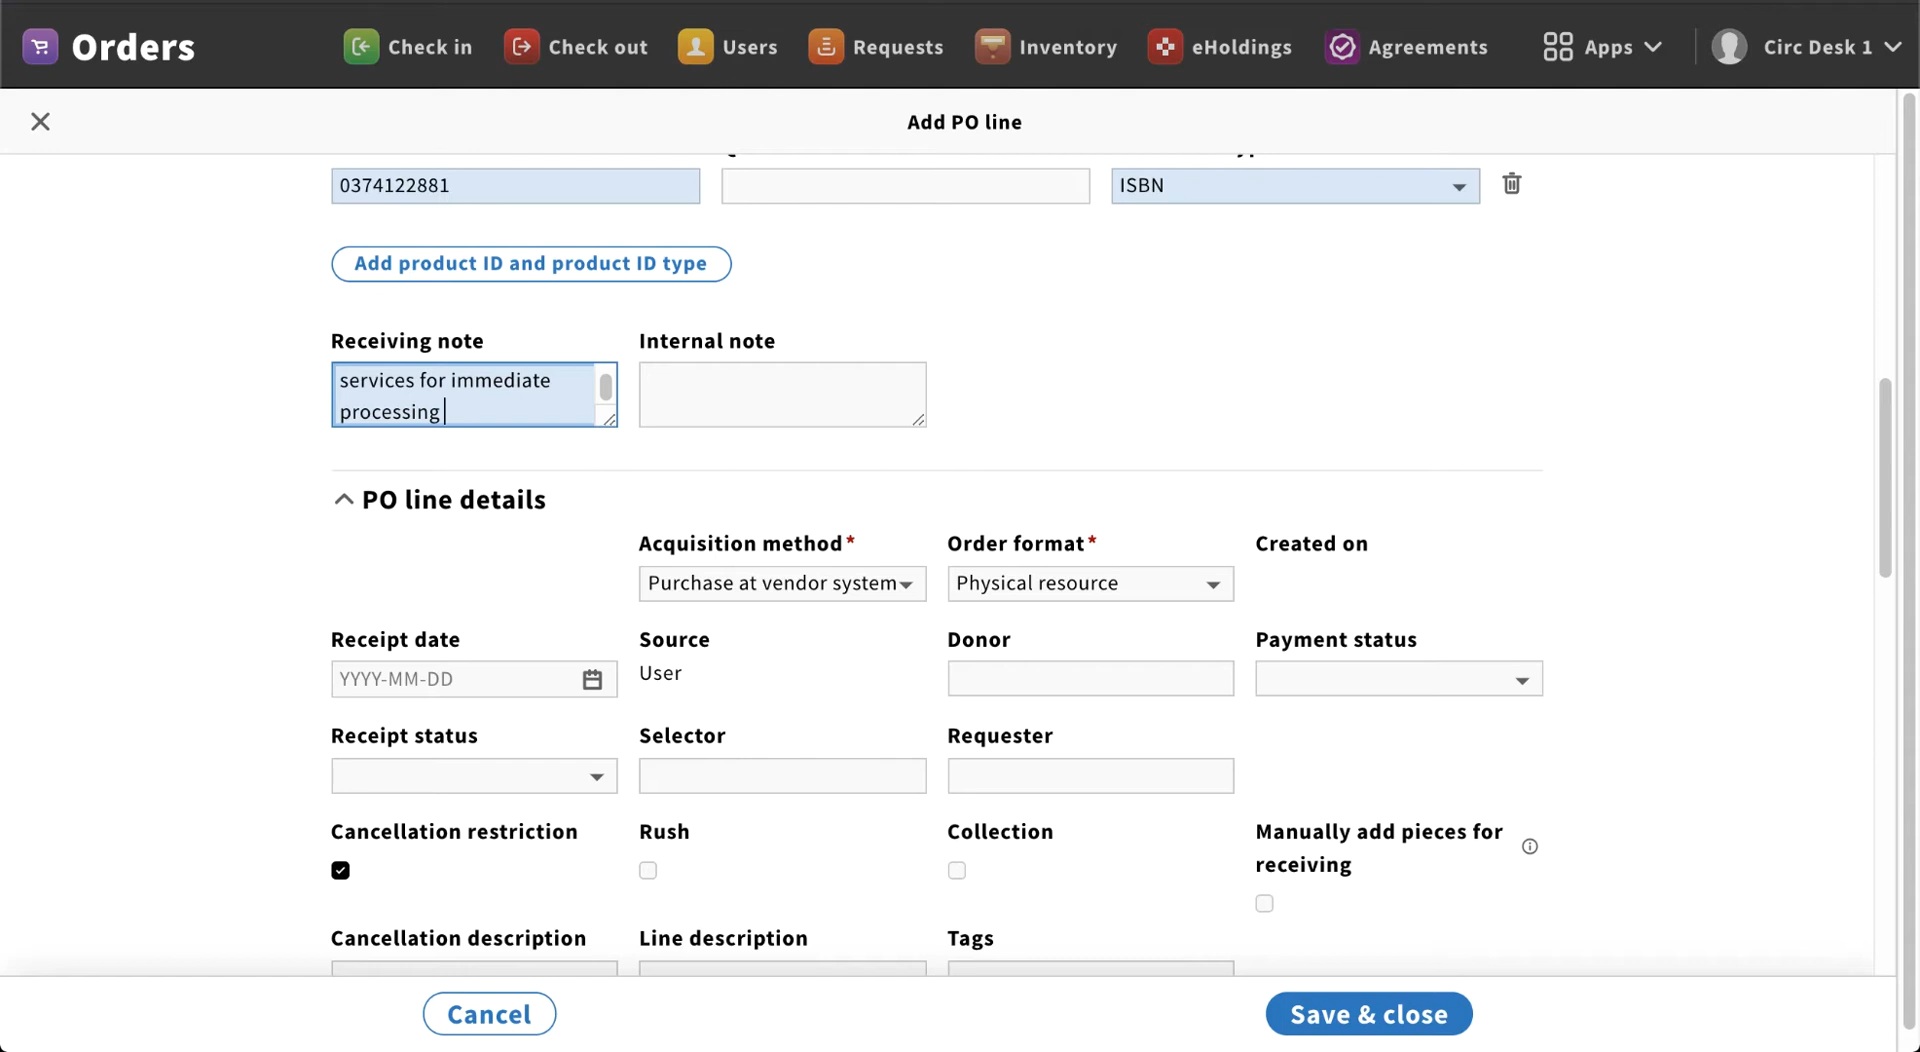 Orders
Check in
Check out
Users
Requests
Inventory
eHoldings
Agreements
Apps
Circ Desk 1
Add PO line
0374122881
ISBN
Add product ID and product ID type
Receiving note
Internal note
services for immediate
processing
PO line details
Acquisition method*
Order format*
Created on
Purchase at vendor system
Physical resource
Receipt date
Source
Donor
Payment status
YYYY-MM-DD
User
Receipt status
Selector
Requester
Cancellation restriction
Rush
Collection
Manually add pieces for
receiving
Cancellation description
Line description
Tags
Cancel
Save & close